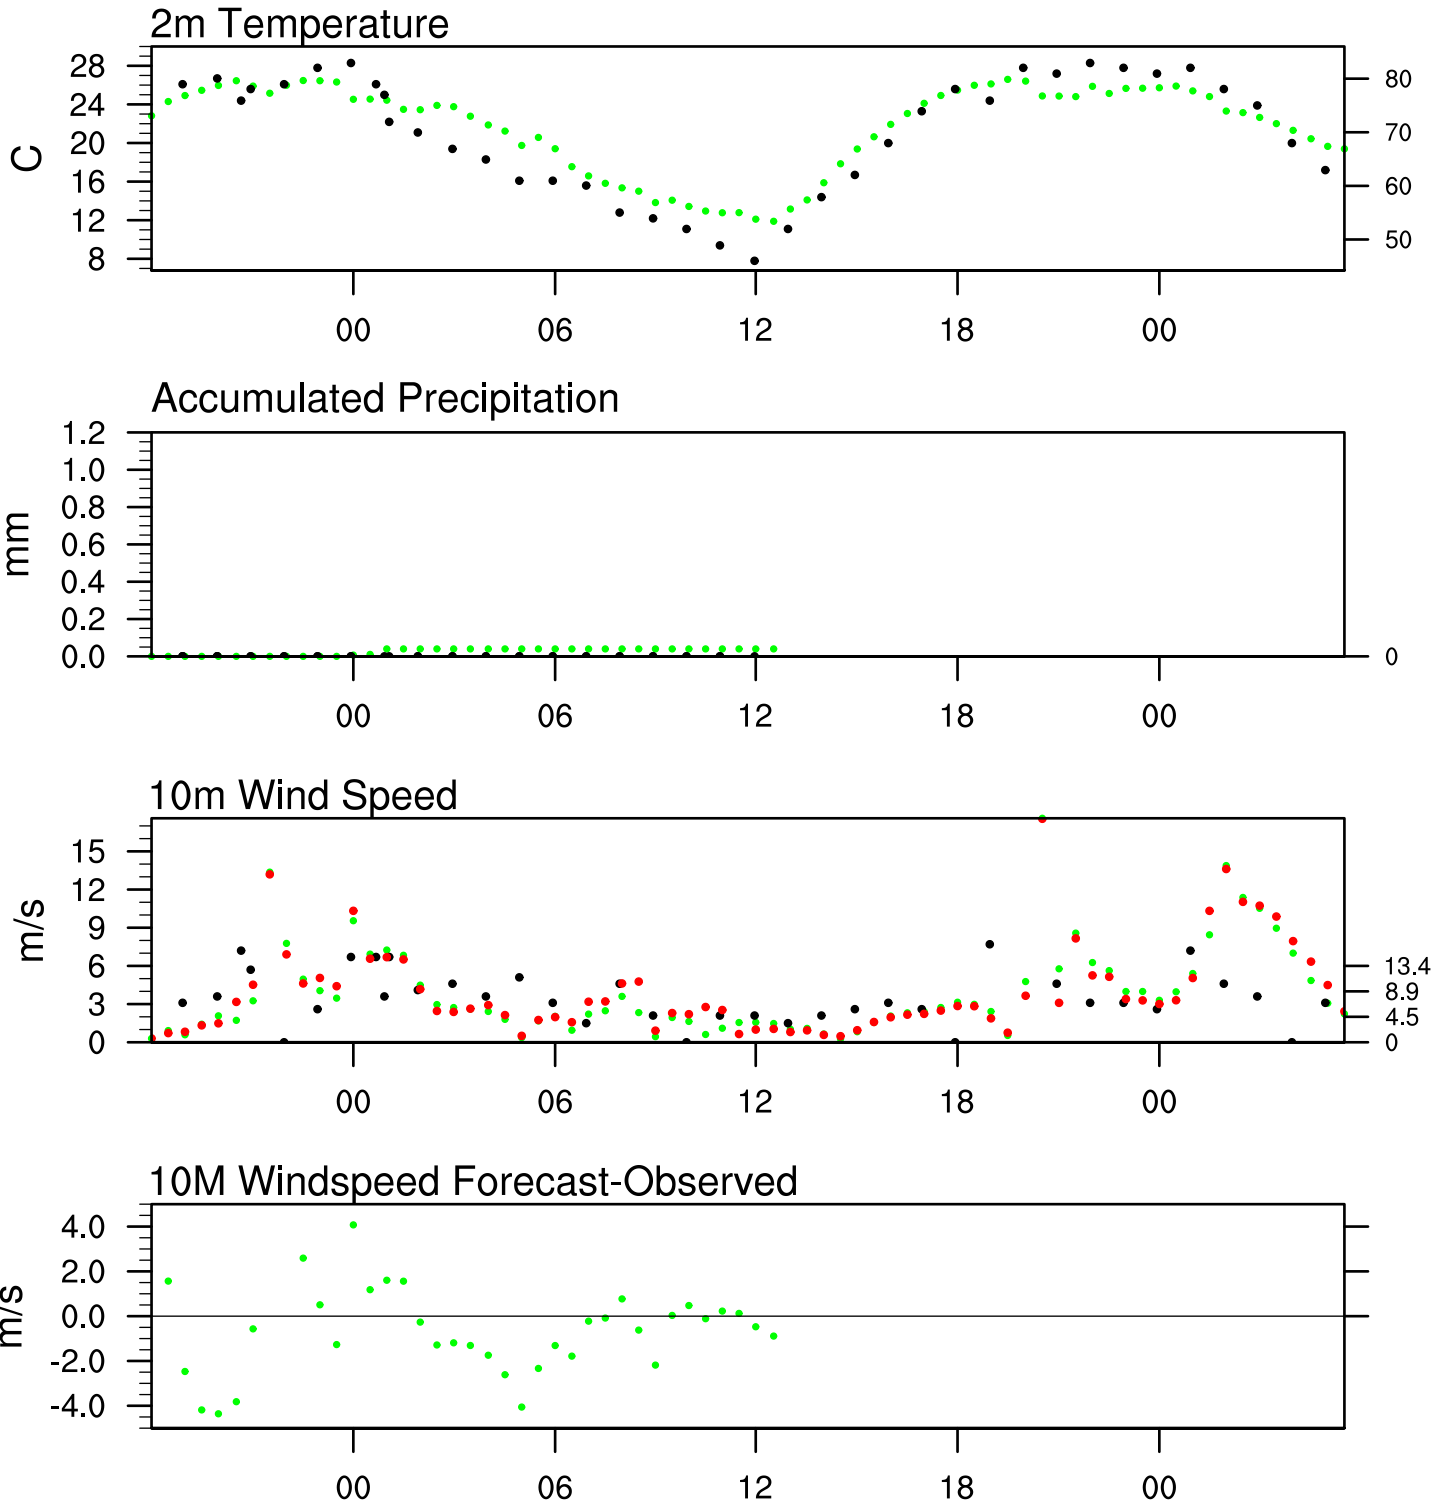 2m Temperature
C
28
24
20
16
12
8
80
70
60
50
00 06 12 18 00
Accumulated Precipitation
mm
1.2
1.0
0.8
0.6
0.4
0.2
0.0
0
00 06 12 18 00
10m Wind Speed
m/s
15
12
9
6
3
0
13.4
8.9
4.5
0
00 06 12 18 00
10M Windspeed Forecast-Observed
m/s
4.0
2.0
0.0
-2.0
-4.0
00 06 12 18 00